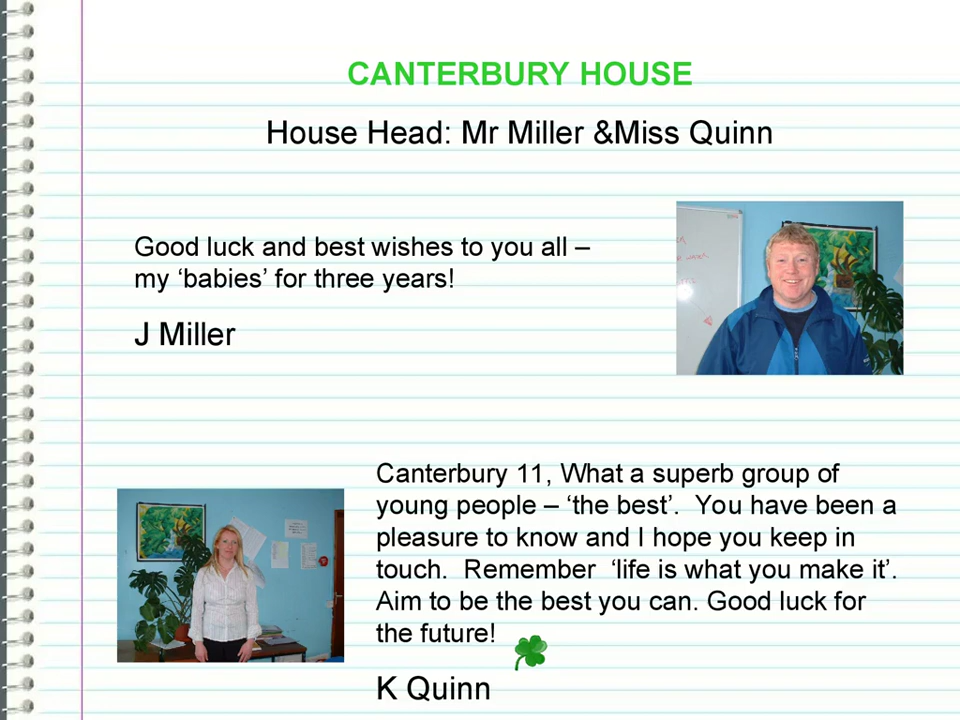 CANTERBURY HOUSE
House Head: Mr Miller &Miss Quinn
Good luck and best wishes to you all –
my ‘babies’ for three years!
J Miller
Canterbury 11, What a superb group of
young people – ‘the best’.  You have been a
pleasure to know and I hope you keep in
touch.  Remember  ‘life is what you make it’.
Aim to be the best you can. Good luck for
the future!
K Quinn